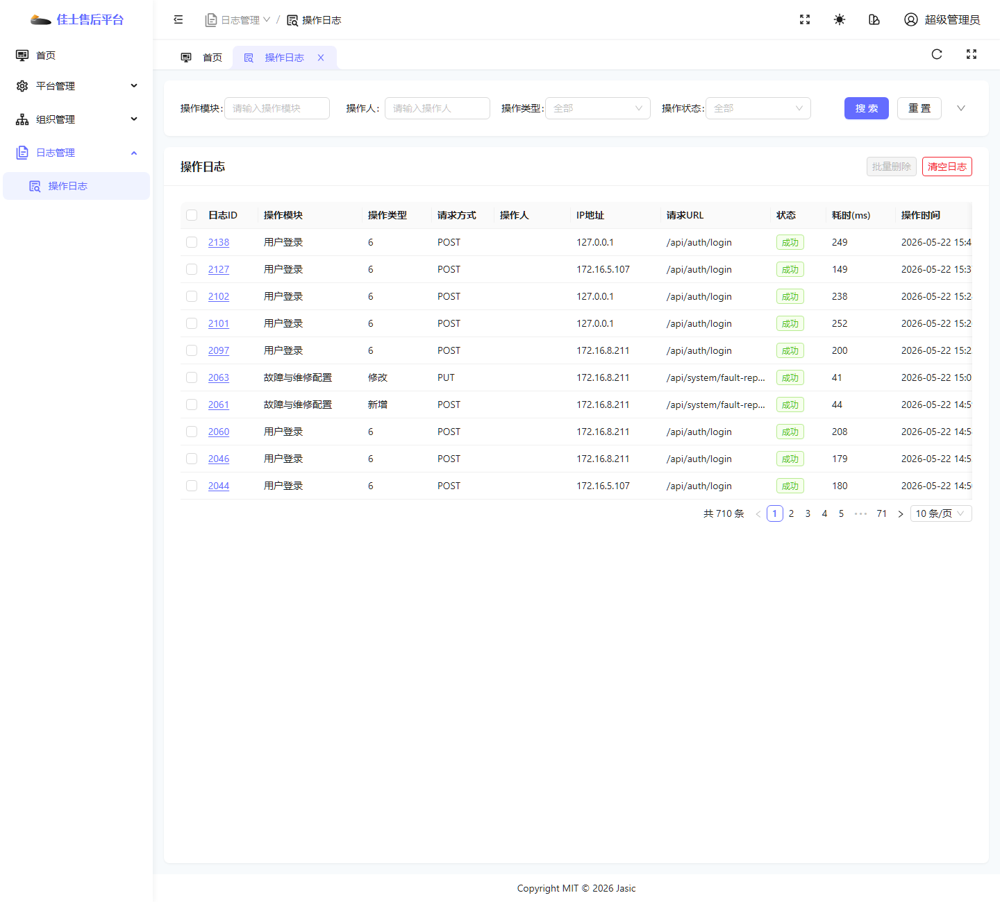 佳士售后平台
日志管理 / 操作日志
超级管理员
首页
平台管理
组织管理
日志管理
操作日志
首页 操作日志 X
操作模块: 请输入操作模块 操作人: 请输入操作人 操作类型: 全部 操作状态: 全部 搜 索 重 置
操作日志 批量删除 清空日志
日志ID 操作模块 操作类型 请求方式 操作人 IP地址 请求URL 状态 耗时(ms) 操作时间
2138 用户登录 6 POST 127.0.0.1 /api/auth/login 成功 249 2026-05-22 15:4
2127 用户登录 6 POST 172.16.5.107 /api/auth/login 成功 149 2026-05-22 15:3
2102 用户登录 6 POST 127.0.0.1 /api/auth/login 成功 238 2026-05-22 15:2
2101 用户登录 6 POST 127.0.0.1 /api/auth/login 成功 252 2026-05-22 15:2
2097 用户登录 6 POST 172.16.8.211 /api/auth/login 成功 200 2026-05-22 15:2
2063 故障与维修配置 修改 PUT 172.16.8.211 /api/system/fault-rep... 成功 41 2026-05-22 15:0
2061 故障与维修配置 新增 POST 172.16.8.211 /api/system/fault-rep... 成功 44 2026-05-22 14:5
2060 用户登录 6 POST 172.16.8.211 /api/auth/login 成功 208 2026-05-22 14:5
2046 用户登录 6 POST 172.16.8.211 /api/auth/login 成功 179 2026-05-22 14:5
2044 用户登录 6 POST 172.16.5.107 /api/auth/login 成功 180 2026-05-22 14:5
共 710 条 < 1 2 3 4 5 ••• 71 > 10 条/页
Copyright MIT © 2026 Jasic